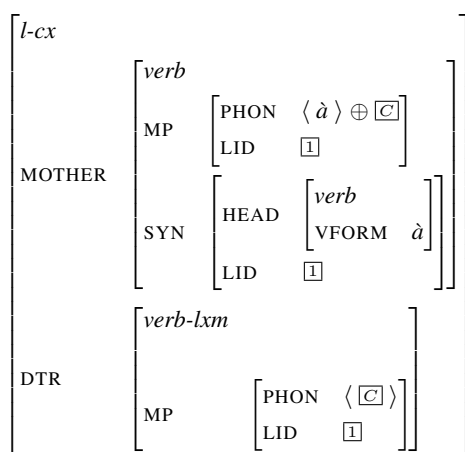 l-cx
verb
MP PHON ⟨ à ⟩ ⊕ C
LID 1
MOTHER
SYN HEAD verb
VFORM à
LID 1
verb-lxm
DTR
MP PHON ⟨ C ⟩
LID 1